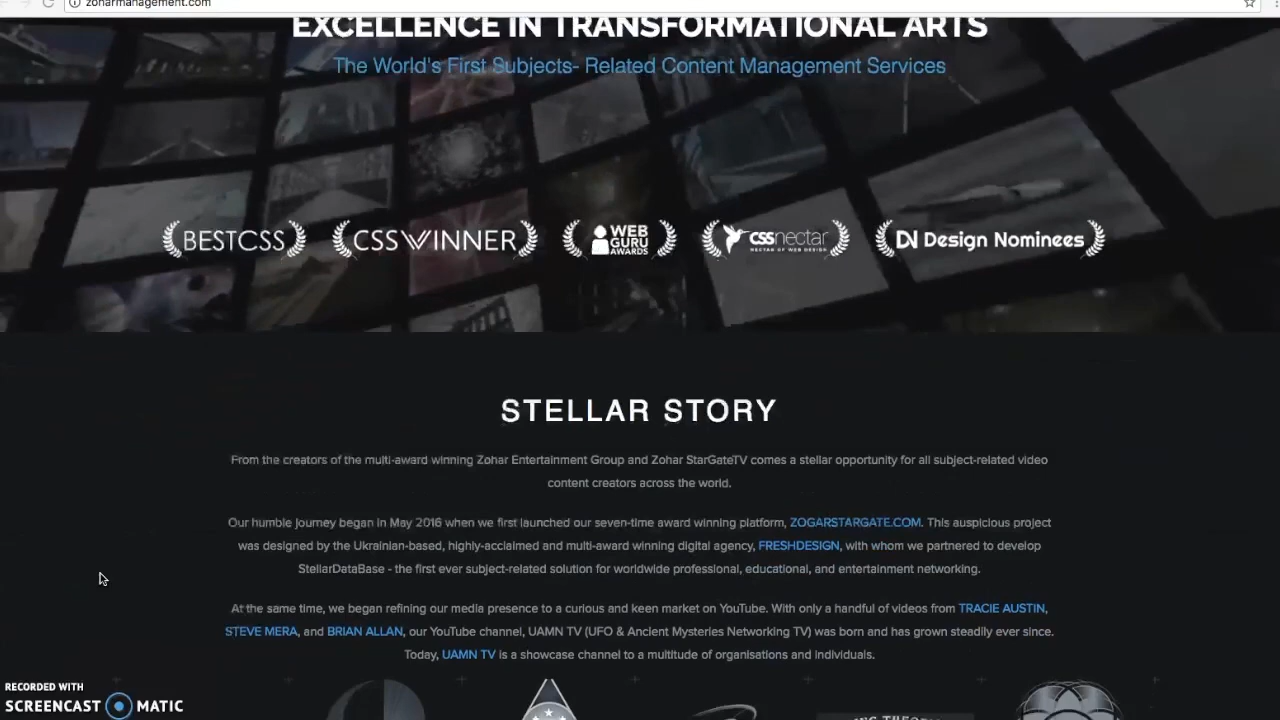 zoharmanagement.com
EXCELLENCE IN TRANSFORMATIONAL ARTS
The World's First Subjects- Related Content Management Services
BESTCSS
CSSWINNER
WEB
GURU
AWARDS
cssnectar
NECTAR OF WEB DESIGN
DN Design Nominees
STELLAR STORY
From the creators of the multi-award winning Zohar Entertainment Group and Zohar StarGateTV comes a stellar opportunity for all subject-related video
content creators across the world.
Our humble journey began in May 2016 when we first launched our seven-time award winning platform, ZOGARSTARGATE.COM. This auspicious project
was designed by the Ukrainian-based, highly-acclaimed and multi-award winning digital agency, FRESHDESIGN, with whom we partnered to develop
StellarDataBase - the first ever subject-related solution for worldwide professional, educational, and entertainment networking.
At the same time, we began refining our media presence to a curious and keen market on YouTube. With only a handful of videos from TRACIE AUSTIN,
STEVE MERA, and BRIAN ALLAN, our YouTube channel, UAMN TV (UFO & Ancient Mysteries Networking TV) was born and has grown steadily ever since.
Today, UAMN TV is a showcase channel to a multitude of organisations and individuals.
RECORDED WITH
SCREENCAST MATIC